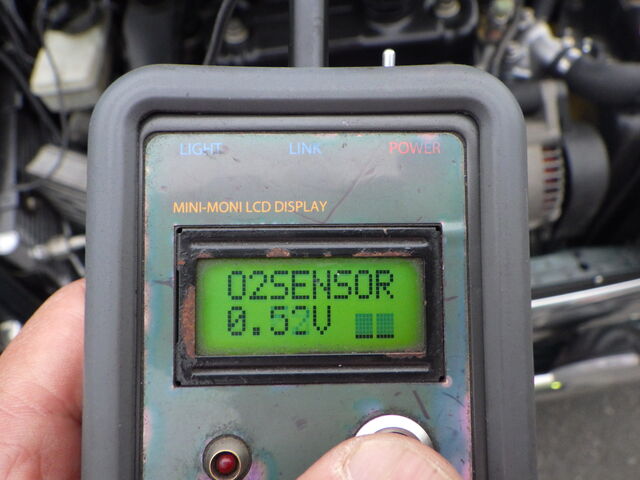 LIGHT LINK POWER
MINI-MONI LCD DISPLAY
O2SENSOR
0.52V